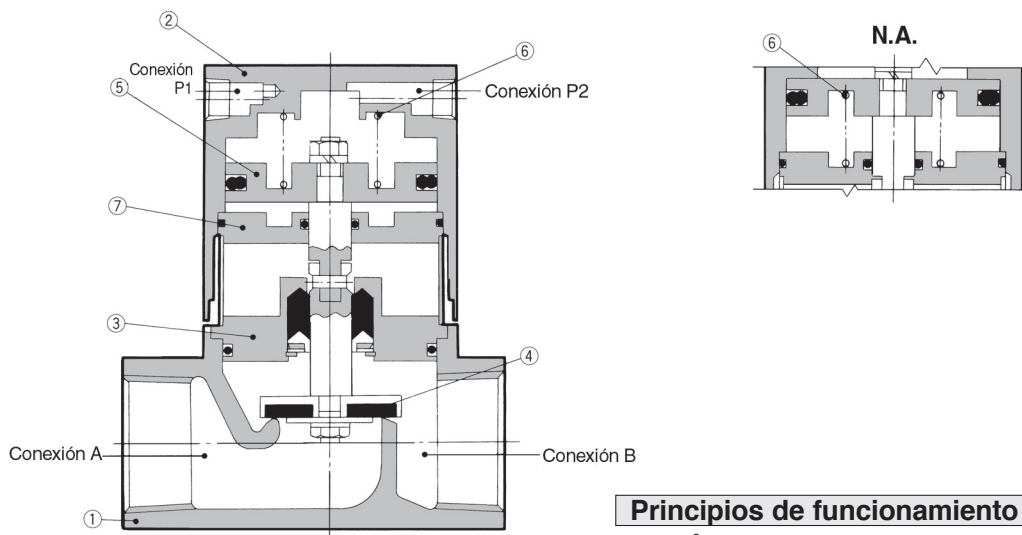 ②
⑥
Conexión
P1
Conexión P2
⑤
⑦
③
④
Conexión A
Conexión B
①
N.A.
⑥
Principios de funcionamiento